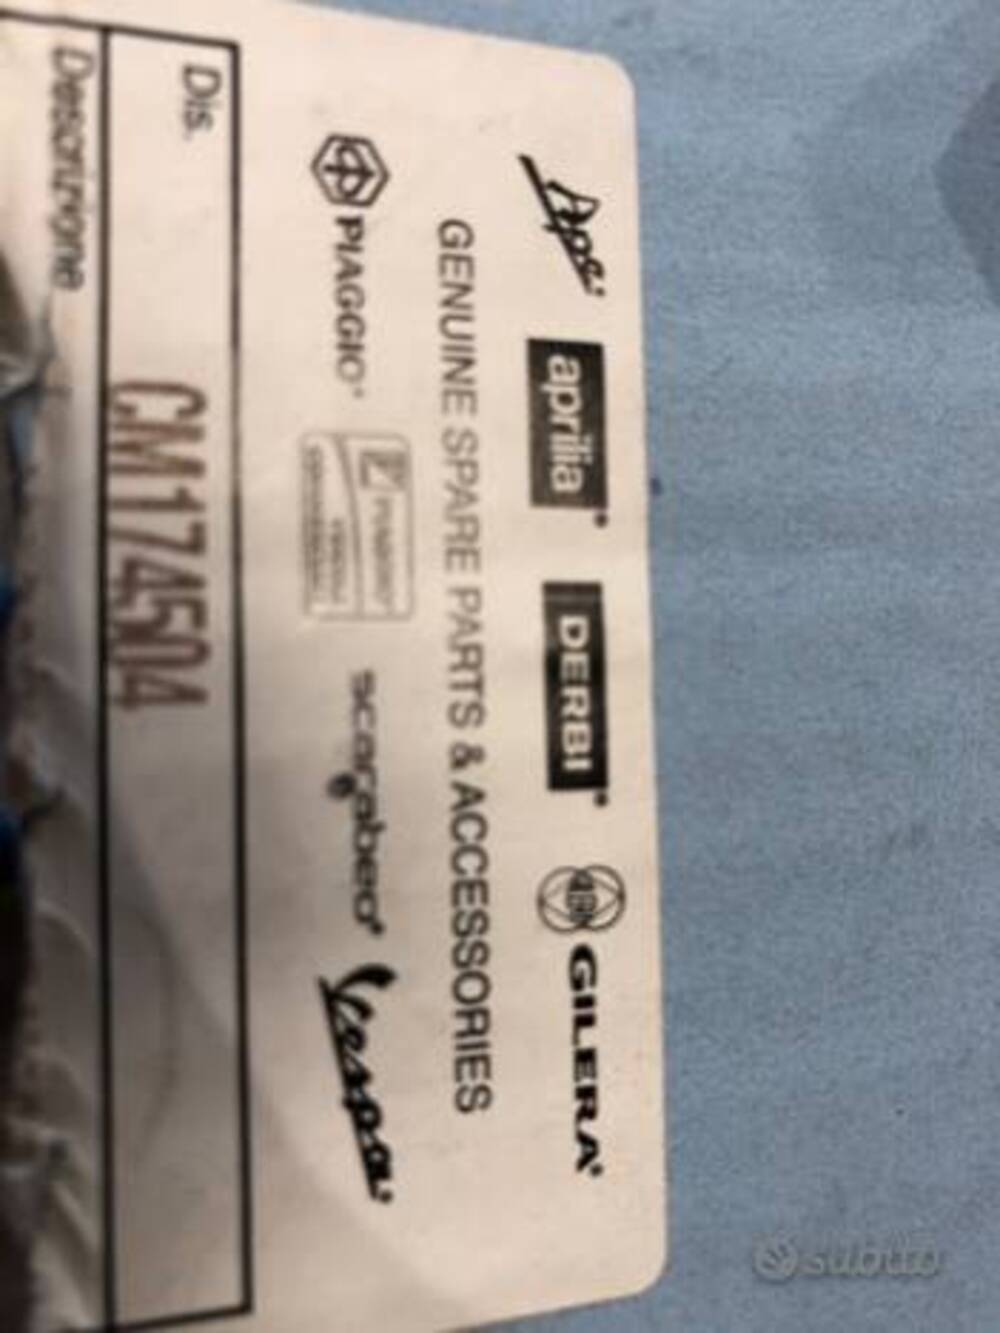 Ape
aprilia
DERBI
GILERA
GENUINE SPARE PARTS & ACCESSORIES
PIAGGIO
scarabeo
Vespa
Dis.
CM174504
Descrizione
subito